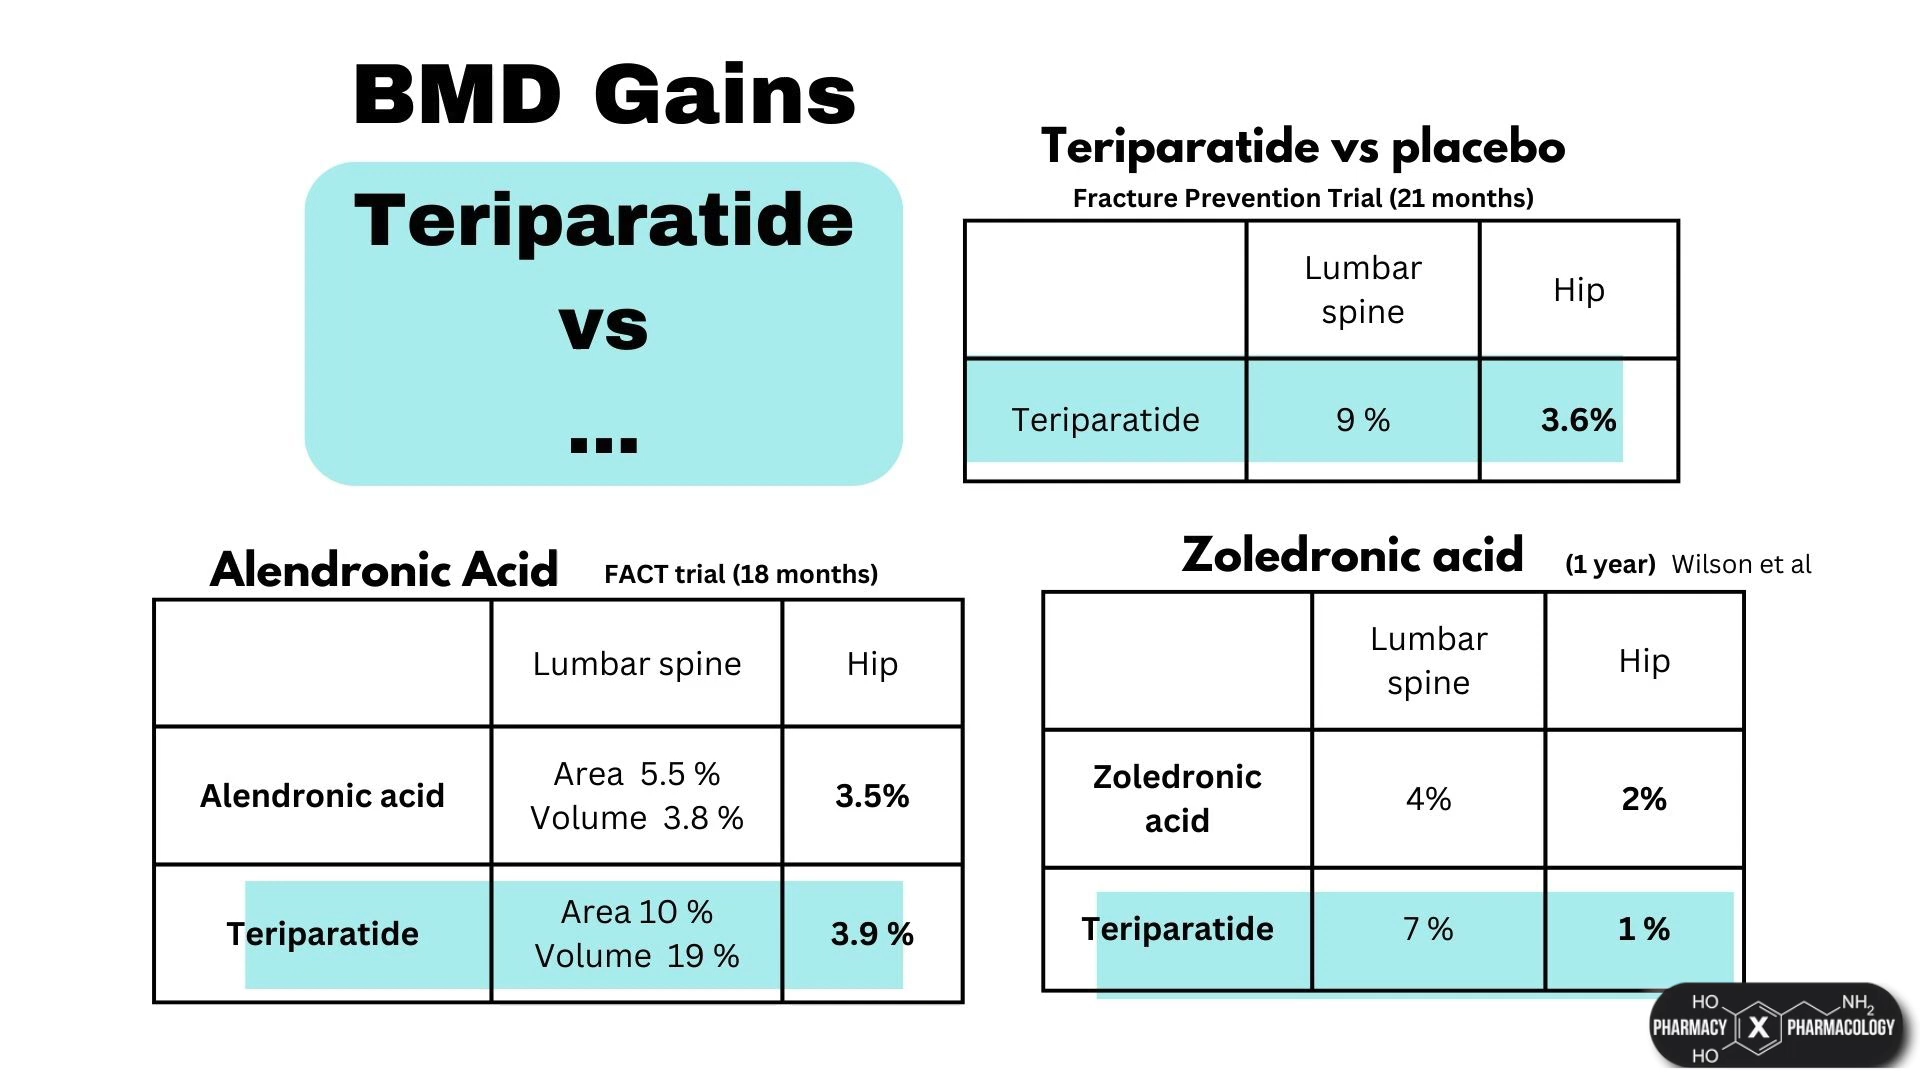 BMD Gains
Teriparatide
vs
...
Teriparatide vs placebo
Fracture Prevention Trial (21 months)
Lumbar
spine
Hip
Teriparatide
9 %
3.6%
Alendronic Acid
FACT trial (18 months)
Lumbar spine
Hip
Alendronic acid
Area 5.5 %
Volume 3.8 %
3.5%
Teriparatide
Area 10 %
Volume 19 %
3.9 %
Zoledronic acid
(1 year) Wilson et al
Lumbar
spine
Hip
Zoledronic
acid
4%
2%
Teriparatide
7 %
1 %
HO
NH2
PHARMACY X PHARMACOLOGY
HO